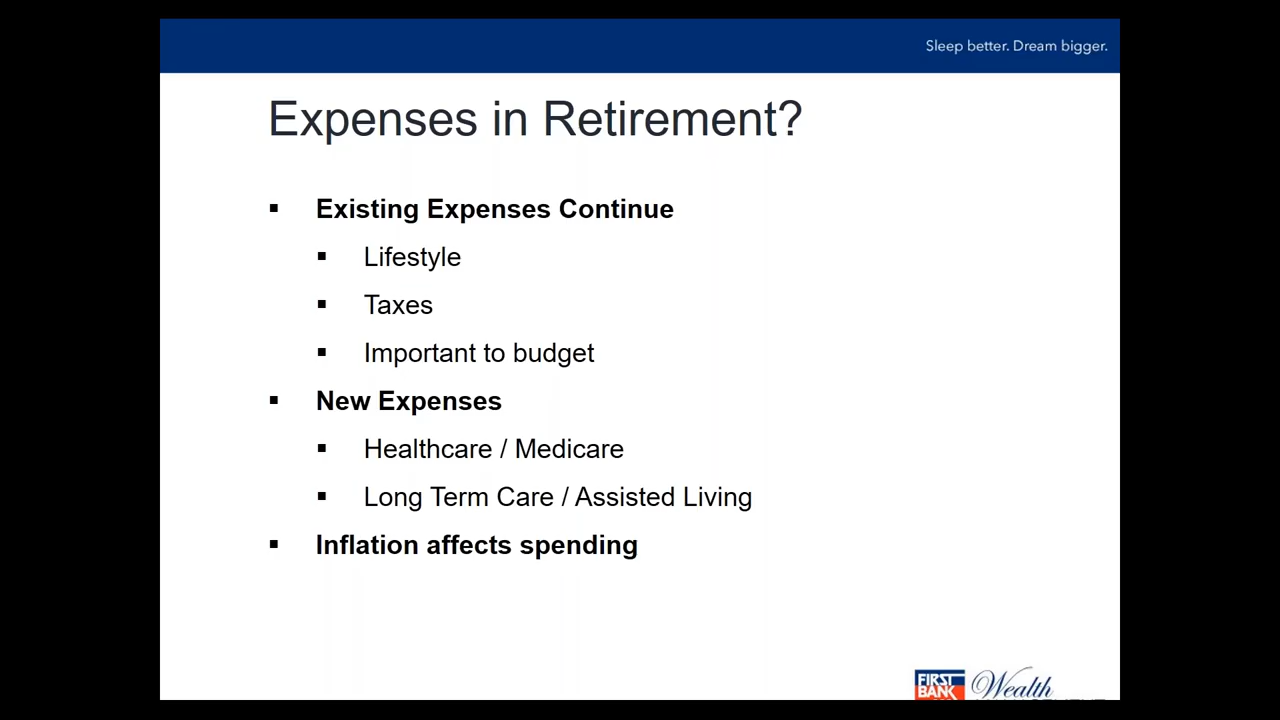 Sleep better. Dream bigger.
Expenses in Retirement?
▪ Existing Expenses Continue
▪ Lifestyle
▪ Taxes
▪ Important to budget
▪ New Expenses
▪ Healthcare / Medicare
▪ Long Term Care / Assisted Living
▪ Inflation affects spending
FIRST
BANK
Wealth